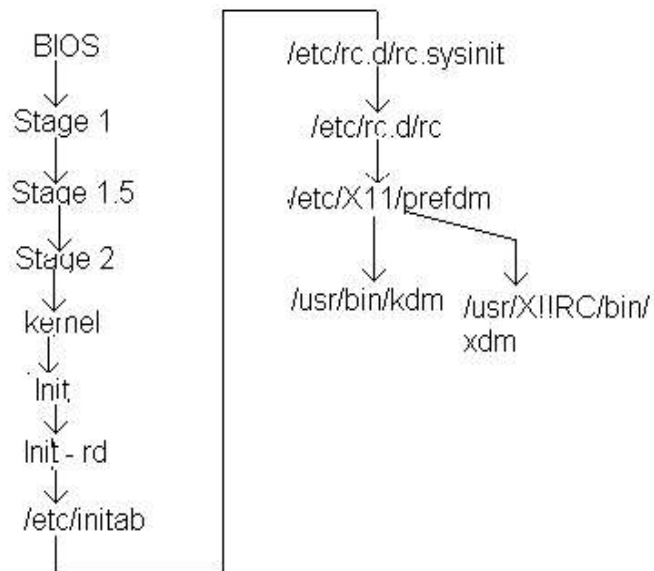 BIOS
Stage 1
Stage 1.5
Stage 2
kernel
Init
Init - rd
/etc/initab
/etc/rc.d/rc.sysinit
/etc/rc.d/rc
/etc/X11/prefdm
/usr/bin/kdm
/usr/X!!RC/bin/
xdm